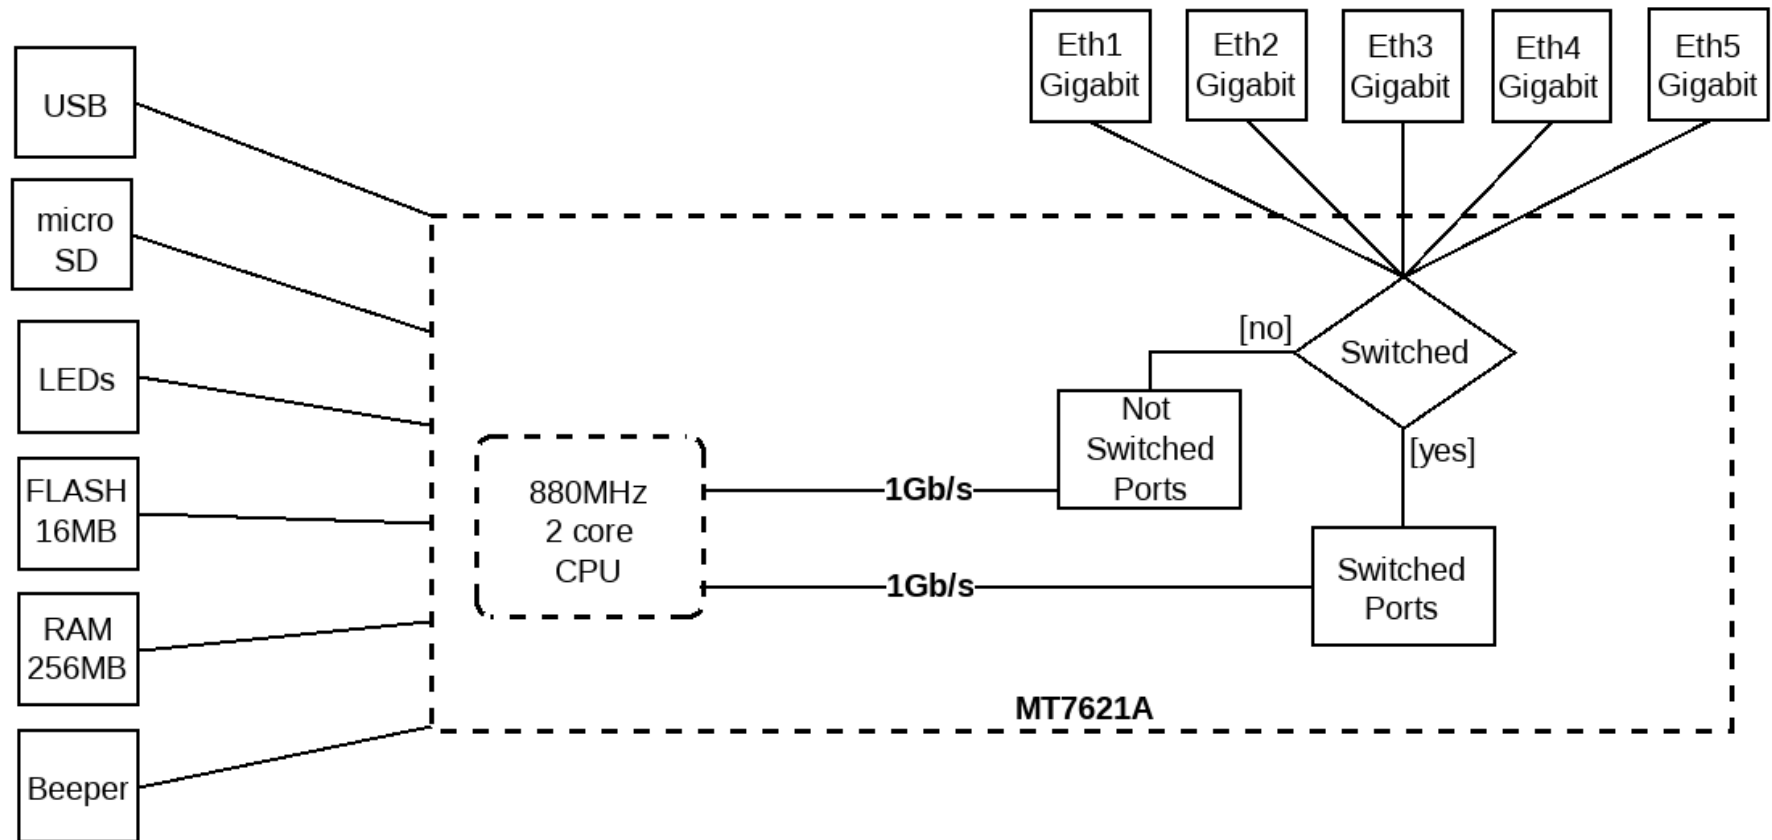 Eth1
Gigabit
Eth2
Gigabit
Eth3
Gigabit
Eth4
Gigabit
Eth5
Gigabit
USB
micro
SD
LEDs
FLASH
16MB
RAM
256MB
Beeper
[no]
Switched
[yes]
Not
Switched
Ports
880MHz
2 core
CPU
1Gb/s
1Gb/s
Switched
Ports
MT7621A